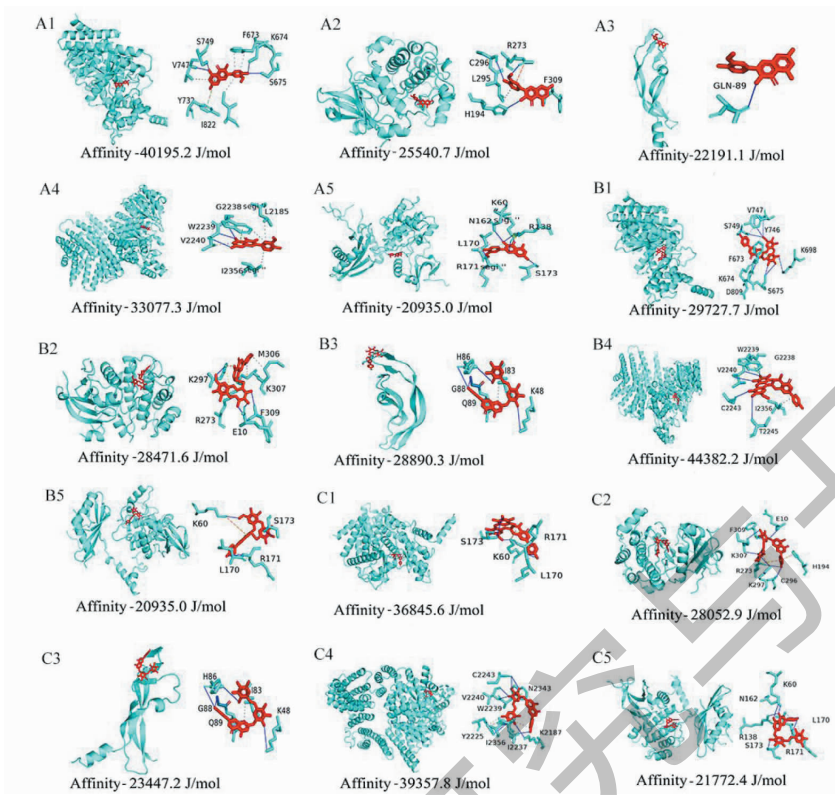 A1
S749
V747
Y732
I822
F673
K674
S675
Affinity -40195.2 J/mol
A2
C296
L295
H194
R273
F309
Affinity -25540.7 J/mol
A3
GLN-89
Affinity -22191.1 J/mol
A4
G2238 segi
W2239
V2240
L2185
I2356 segi
Affinity -33077.3 J/mol
A5
K60
N162 segi
R138
L170
R171 segi
S173
Affinity -20935.0 J/mol
B1
V747
S749
Y746
F673
K674
D809
S675
K698
Affinity -29727.7 J/mol
B2
M306
K297
K307
R273
E10
F309
Affinity -28471.6 J/mol
B3
H86
I83
G88
Q89
K48
Affinity -28890.3 J/mol
B4
W2239
V2240
G2238
C2243
I2356
T2245
Affinity -44382.2 J/mol
B5
K60
S173
R171
L170
Affinity -20935.0 J/mol
C1
S173
K60
R171
L170
Affinity -36845.6 J/mol
C2
F309
E10
K307
R273
K297
C296
H194
Affinity -28052.9 J/mol
C3
H86
I83
G88
Q89
K48
Affinity -23447.2 J/mol
C4
C2243
V2240
W2239
Y2225
I2356
I2237
N2343
K2187
Affinity -39357.8 J/mol
C5
K60
N162
L170
R138
S173
R171
Affinity -21772.4 J/mol